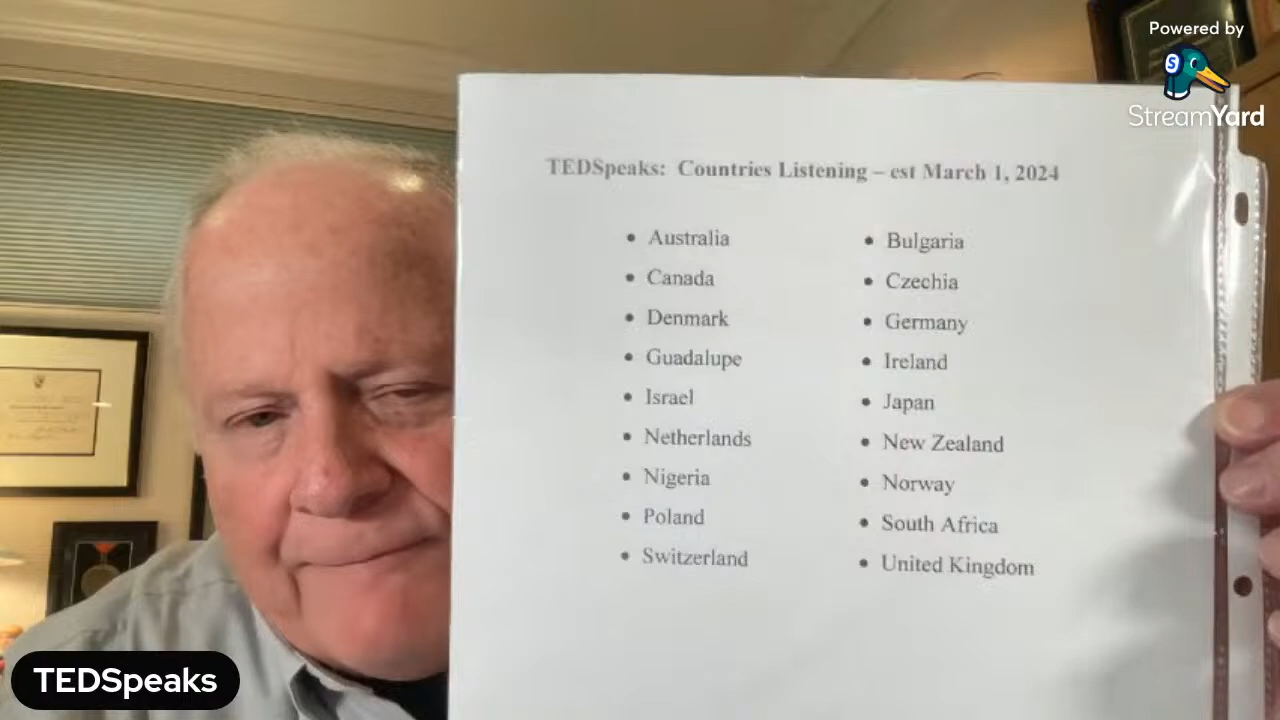 Powered by
StreamYard
TEDSpeaks: Countries Listening – est March 1, 2024
• Australia
• Canada
• Denmark
• Guadalupe
• Israel
• Netherlands
• Nigeria
• Poland
• Switzerland
• Bulgaria
• Czechia
• Germany
• Ireland
• Japan
• New Zealand
• Norway
• South Africa
• United Kingdom
TEDSpeaks